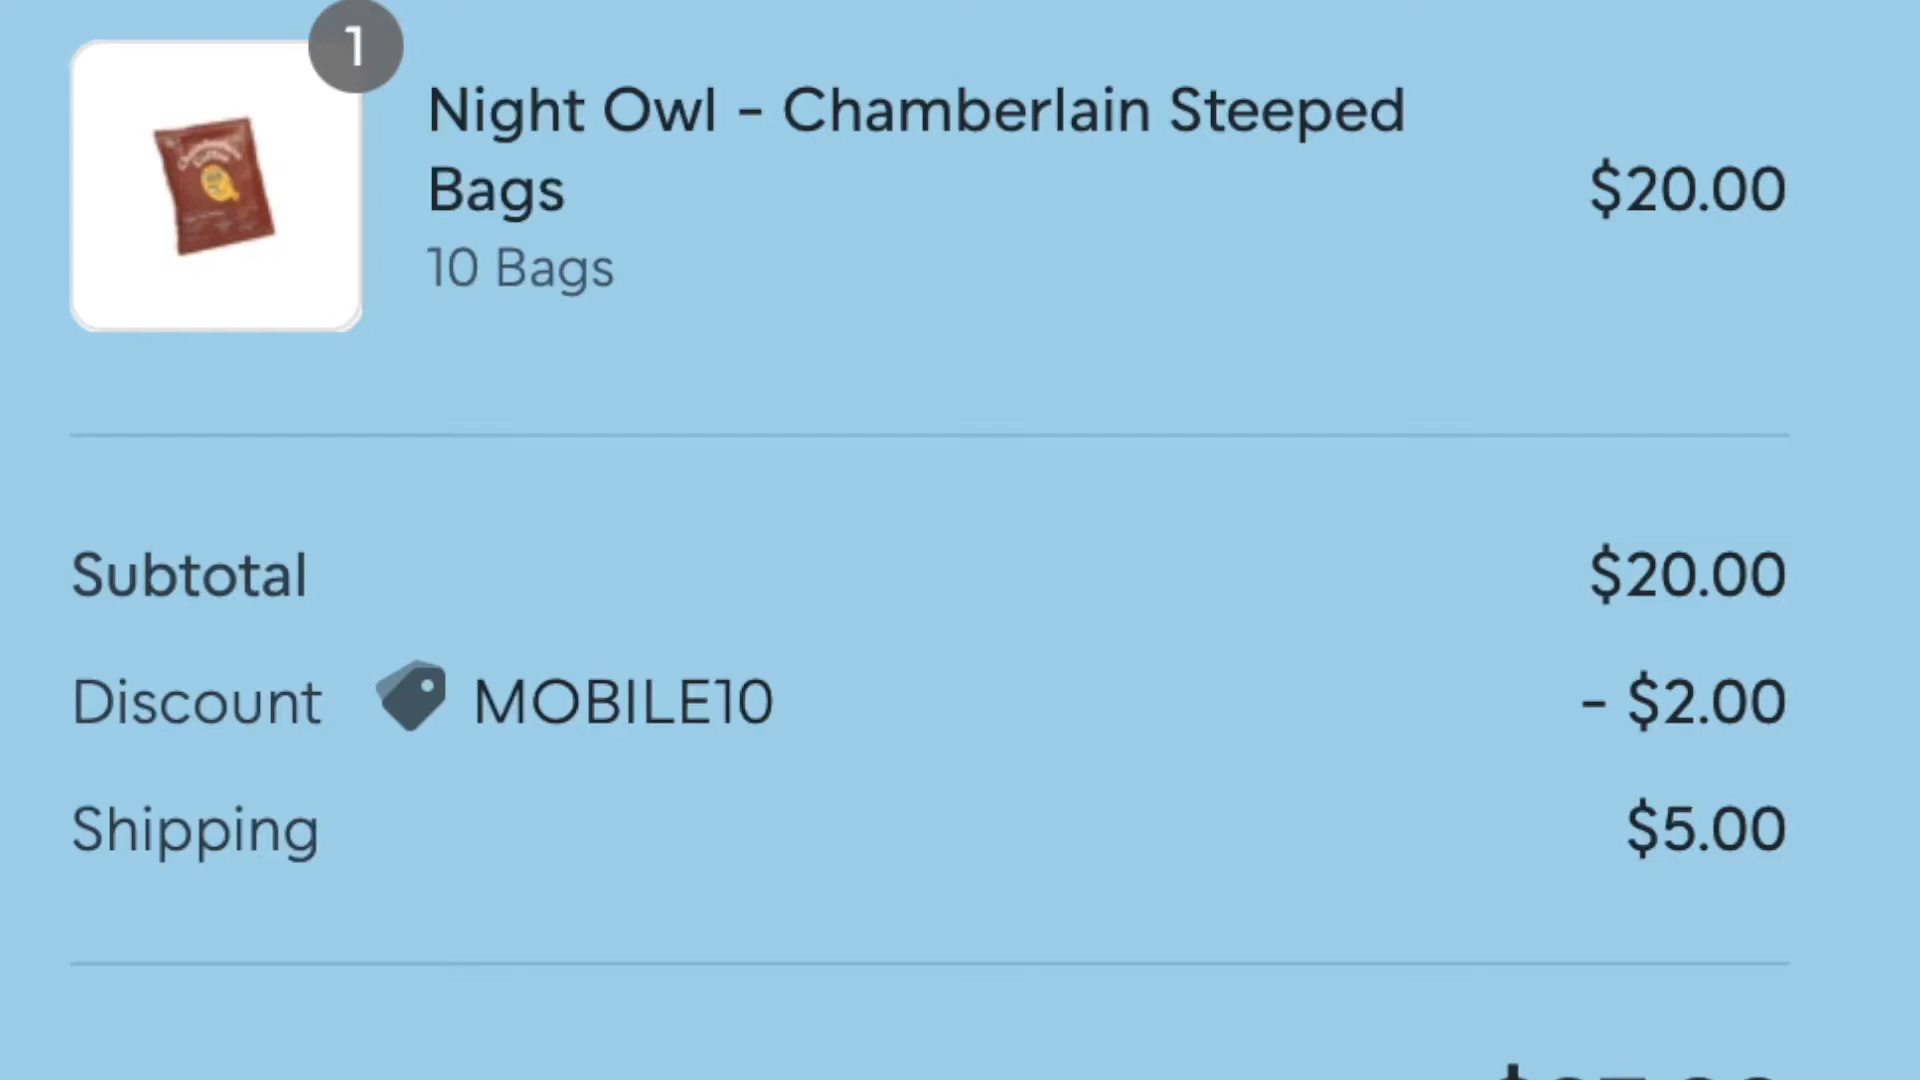 1
Night Owl - Chamberlain Steeped
Bags
$20.00
10 Bags
Subtotal
$20.00
Discount MOBILE10
- $2.00
Shipping
$5.00